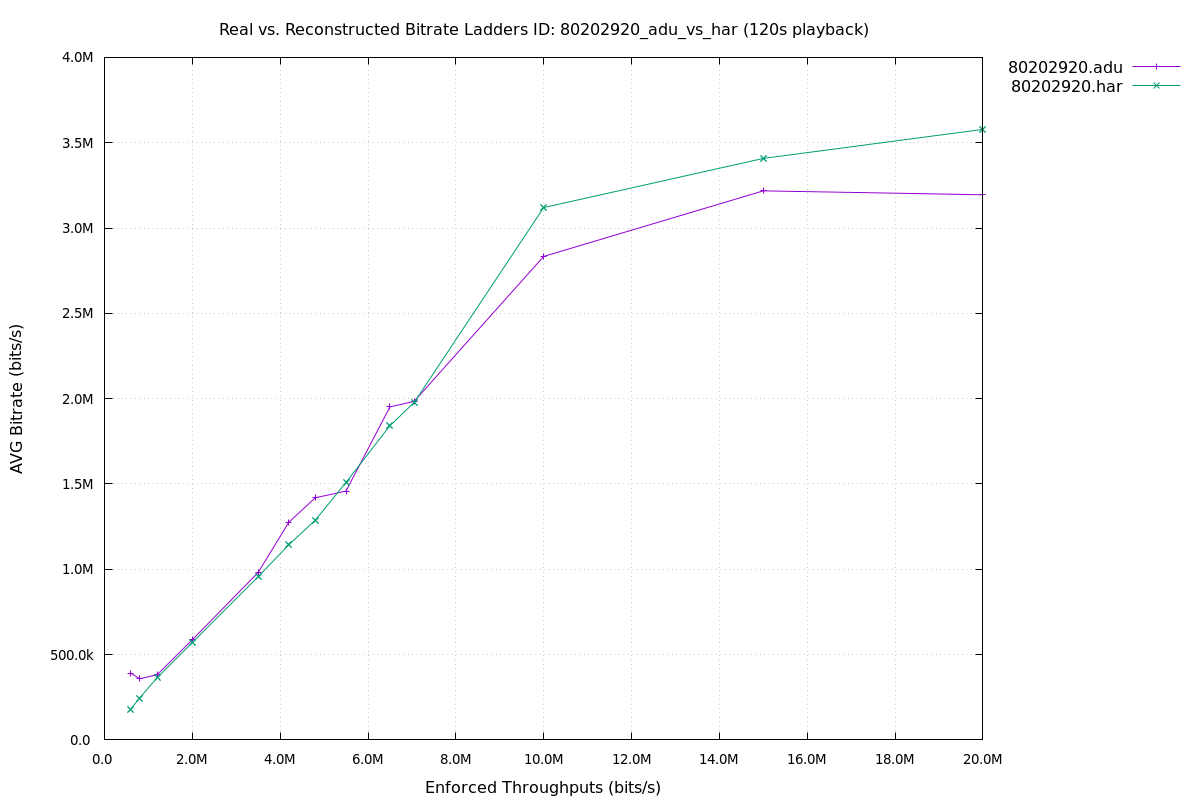 Real vs. Reconstructed Bitrate Ladders ID: 80202920_adu_vs_har (120s playback)
80202920.adu
80202920.har
4.0M
3.5M
3.0M
2.5M
2.0M
1.5M
1.0M
500.0k
0.0
AVG Bitrate (bits/s)
0.0 2.0M 4.0M 6.0M 8.0M 10.0M 12.0M 14.0M 16.0M 18.0M 20.0M
Enforced Throughputs (bits/s)